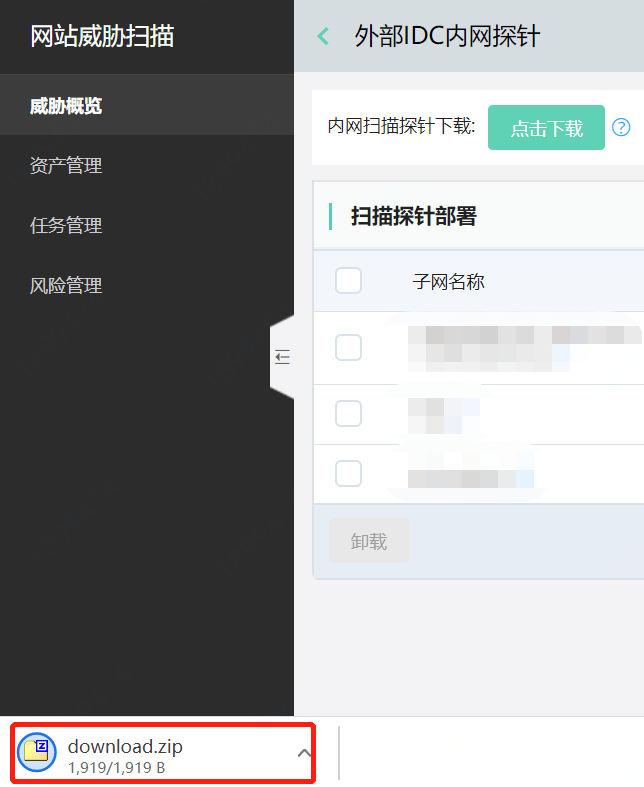 网站威胁扫描
威胁概览
资产管理
任务管理
风险管理
外部IDC内网探针
内网扫描探针下载: 点击下载 ?
扫描探针部署
子网名称
卸载
download.zip
1,919/1,919 B